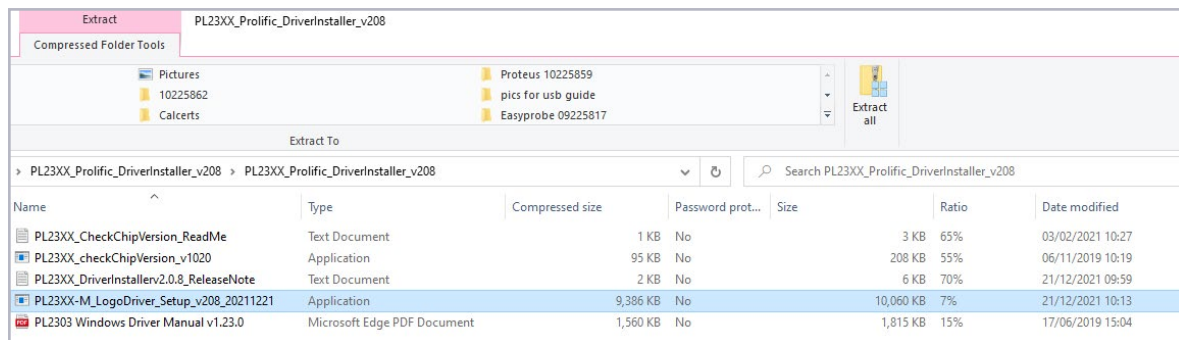 Extract PL23XX_Prolific_DriverInstaller_v208
Compressed Folder Tools
Pictures Proteus 10225859
10225862 pics for usb guide
Calcerts Easyprobe 09225817
Extract all
Extract To
PL23XX_Prolific_DriverInstaller_v208 > PL23XX_Prolific_DriverInstaller_v208 Search PL23XX_Prolific_DriverInstaller_v208
Name Type Compressed size Password prot... Size Ratio Date modified
PL23XX_CheckChipVersion_ReadMe Text Document 1 KB No 3 KB 65% 03/02/2021 10:27
PL23XX_checkChipVersion_v1020 Application 95 KB No 208 KB 55% 06/11/2019 10:19
PL23XX_DriverInstallerv2.0.8_ReleaseNote Text Document 2 KB No 6 KB 70% 21/12/2021 09:59
PL23XX-M_LogoDriver_Setup_v208_20211221 Application 9,386 KB No 10,060 KB 7% 21/12/2021 10:13
PDF PL2303 Windows Driver Manual v1.23.0 Microsoft Edge PDF Document 1,560 KB No 1,815 KB 15% 17/06/2019 15:04